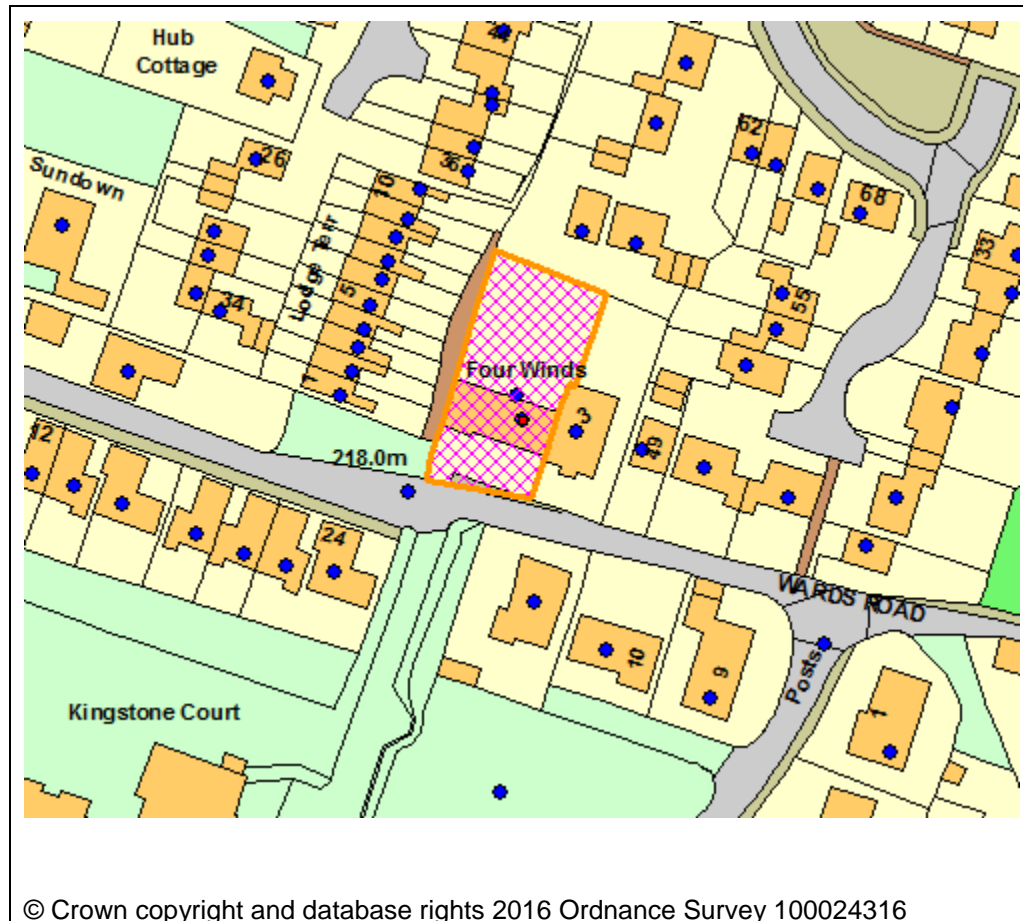 Hub
Cottage
44
62
26
36
Sundown
10
68
Lodge Terr
33
5
34
55
Four Winds
1
3
12
49
218.0m
24
WARDS ROAD
10
9
Posts
Kingstone Court
1
© Crown copyright and database rights 2016 Ordnance Survey 100024316